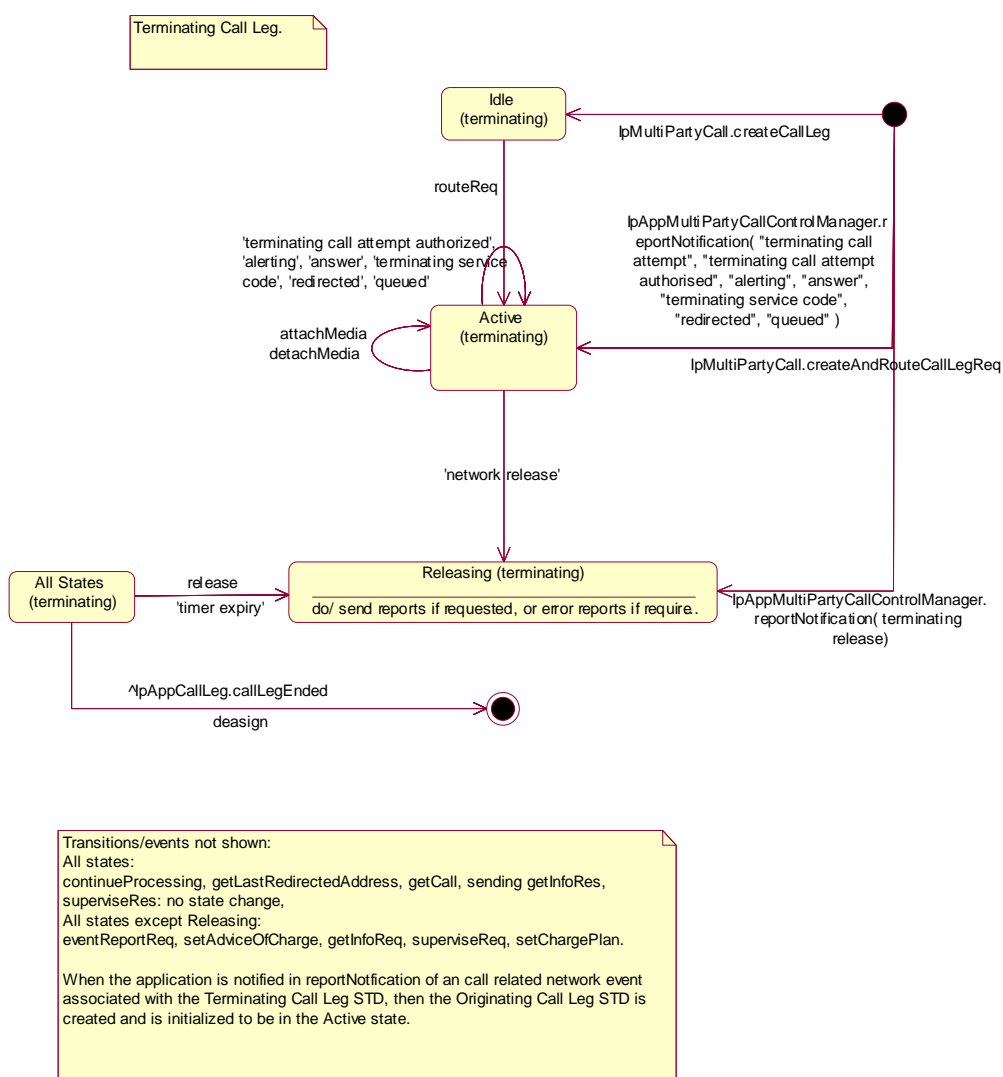 Terminating Call Leg.
Idle
(terminating)
IpMultiPartyCall.createCallLeg
routeReq
IpAppMultiPartyCallControlManager.r
eportNotification( "terminating call
attempt", "terminating call attempt
authorised", "alerting", "answer",
"terminating service code",
"redirected", "queued" )
'terminating call attempt authorized',
'alerting', 'answer', 'terminating service
code', 'redirected', 'queued'
Active
(terminating)
attachMedia
detachMedia
IpMultiPartyCall.createAndRouteCallLegReq
'network release'
All States
(terminating)
release
'timer expiry'
Releasing (terminating)
do/ send reports if requested, or error reports if require..
IpAppMultiPartyCallControlManager.
reportNotification( terminating
release)
^IpAppCallLeg.callLegEnded
deasign
Transitions/events not shown:
All states:
continueProcessing, getLastRedirectedAddress, getCall, sending getInfoRes,
superviseRes: no state change,
All states except Releasing:
eventReportReq, setAdviceOfCharge, getInfoReq, superviseReq, setChargePlan.
When the application is notified in reportNotfication of an call related network event
associated with the Terminating Call Leg STD, then the Originating Call Leg STD is
created and is initialized to be in the Active state.